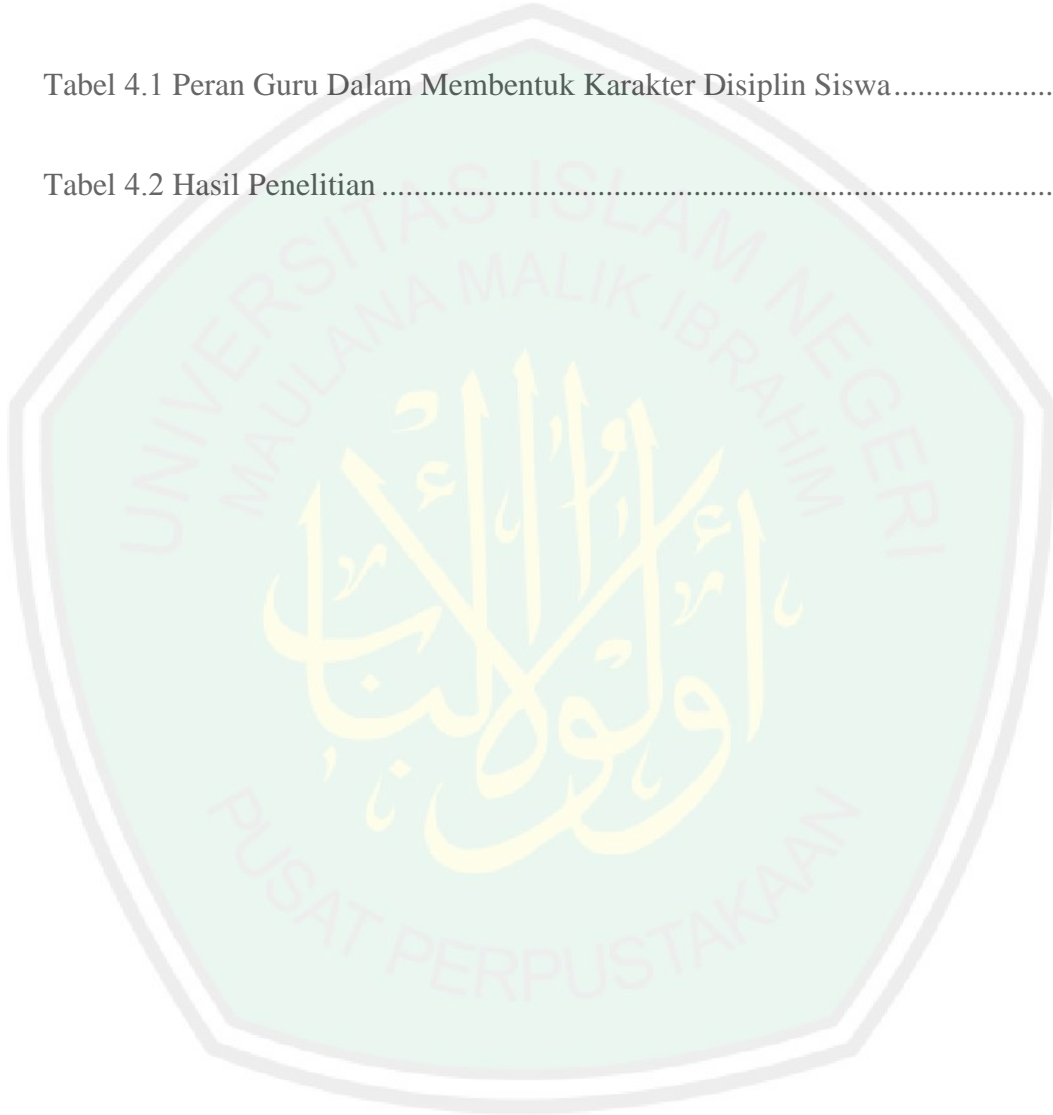 Tabel 4.1 Peran Guru Dalam Membentuk Karakter Disiplin Siswa....................
Tabel 4.2 Hasil Penelitian ....................................................................................
UNIVERSITAS ISLAM NEGERI
MAULANA MALIK IBRAHIM
أولوا الألباب
PUSAT PERPUSTAKAAN